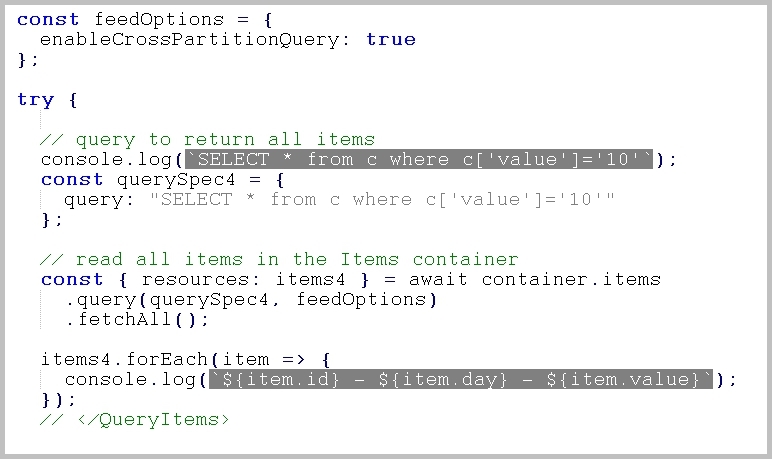 const feedOptions = {
  enableCrossPartitionQuery: true
};
try {
  // query to return all items
  console.log(`SELECT * from c where c['value']='10'`);
  const querySpec4 = {
    query: "SELECT * from c where c['value']='10'"
  };
  // read all items in the Items container
  const { resources: items4 } = await container.items
    .query(querySpec4, feedOptions)
    .fetchAll();
  items4.forEach(item => {
    console.log(`${item.id} – ${item.day} – ${item.value}`);
  });
  // </QueryItems>